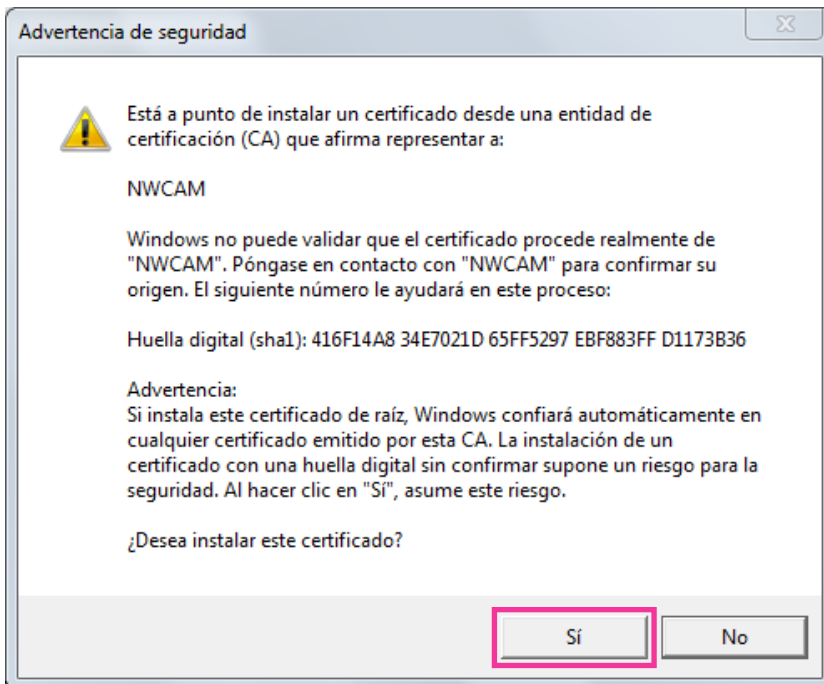 Advertencia de seguridad
Está a punto de instalar un certificado desde una entidad de
certificación (CA) que afirma representar a:
NWCAM
Windows no puede validar que el certificado procede realmente de
"NWCAM". Póngase en contacto con "NWCAM" para confirmar su
origen. El siguiente número le ayudará en este proceso:
Huella digital (sha1): 416F14A8 34E7021D 65FF5297 EBF883FF D1173B36
Advertencia:
Si instala este certificado de raíz, Windows confiará automáticamente en
cualquier certificado emitido por esta CA. La instalación de un
certificado con una huella digital sin confirmar supone un riesgo para la
seguridad. Al hacer clic en "Sí", asume este riesgo.
¿Desea instalar este certificado?
Sí No